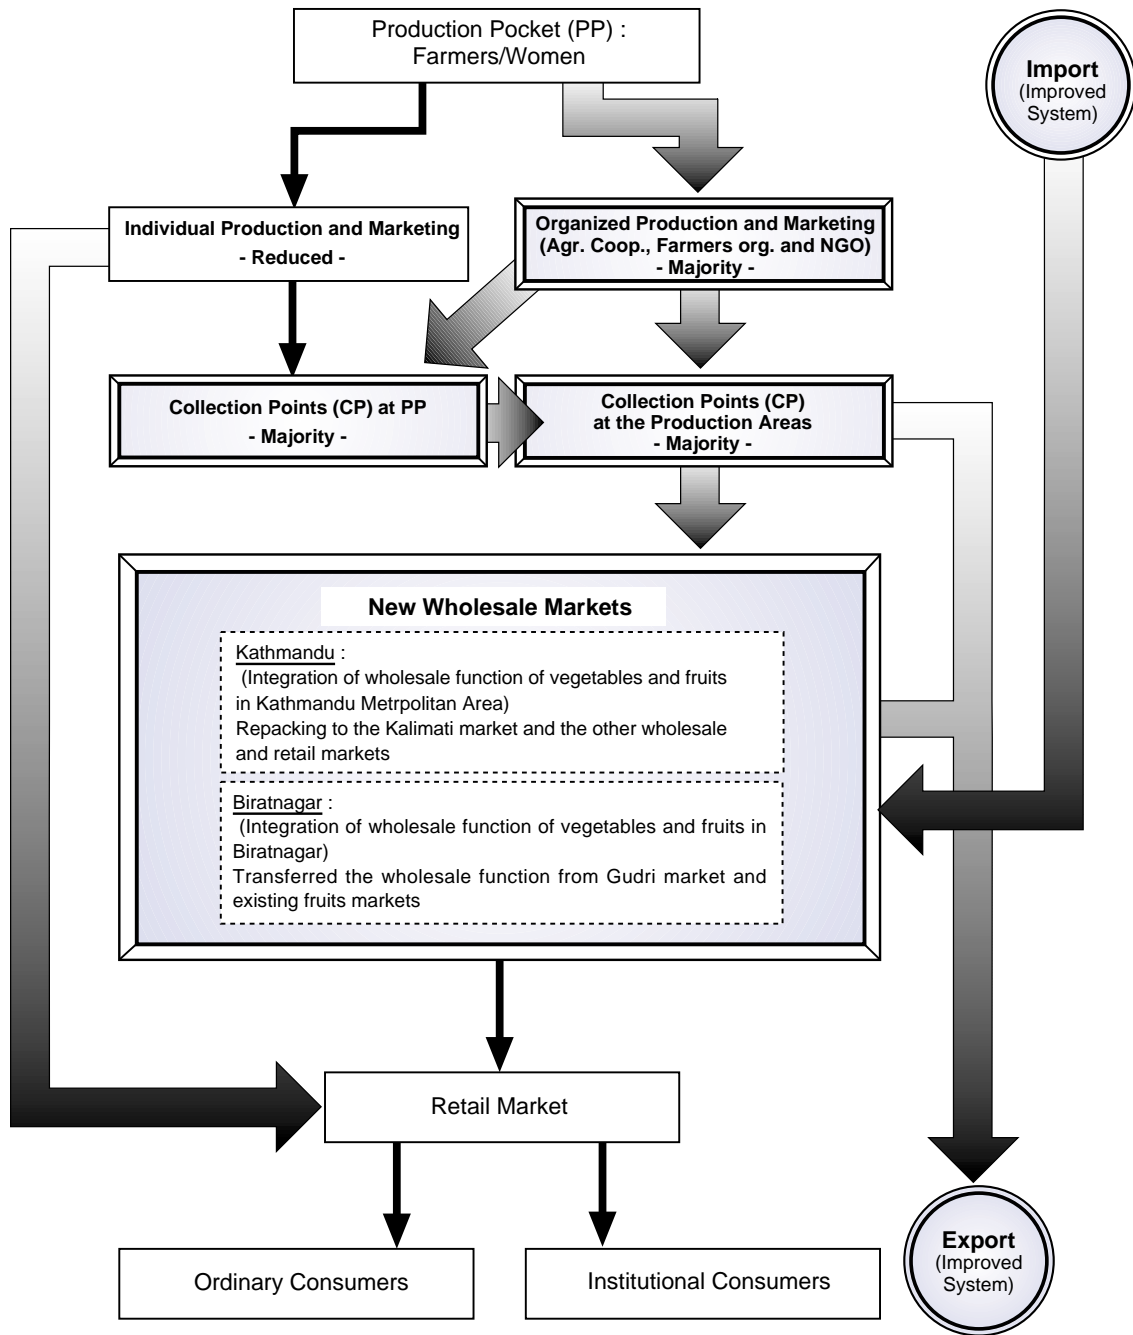 Production Pocket (PP) :
Farmers/Women
Import
(Improved
System)
Individual Production and Marketing
- Reduced -
Organized Production and Marketing
(Agr. Coop., Farmers org. and NGO)
- Majority -
Collection Points (CP) at PP
- Majority -
Collection Points (CP)
at the Production Areas
- Majority -
New Wholesale Markets
Kathmandu :
(Integration of wholesale function of vegetables and fruits
in Kathmandu Metrpolitan Area)
Repacking to the Kalimati market and the other wholesale
and retail markets
Biratnagar :
(Integration of wholesale function of vegetables and fruits in
Biratnagar)
Transferred the wholesale function from Gudri market and
existing fruits markets
Retail Market
Ordinary Consumers
Institutional Consumers
Export
(Improved
System)